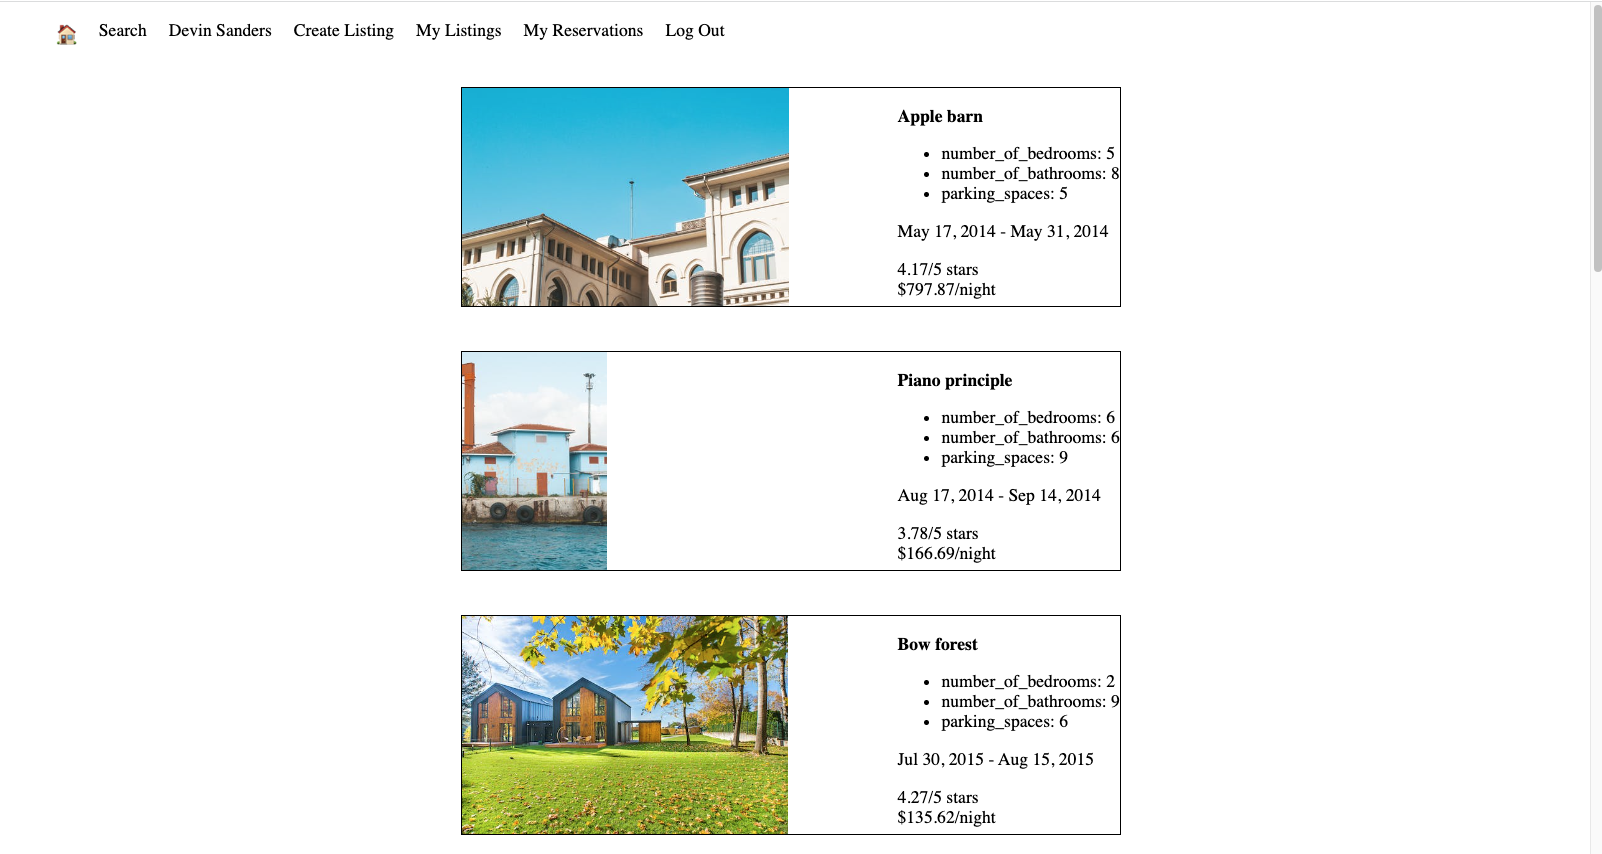 Search Devin Sanders Create Listing My Listings My Reservations Log Out
Apple barn
number_of_bedrooms: 5
number_of_bathrooms: 8
parking_spaces: 5
May 17, 2014 - May 31, 2014
4.17/5 stars
$797.87/night
Piano principle
number_of_bedrooms: 6
number_of_bathrooms: 6
parking_spaces: 9
Aug 17, 2014 - Sep 14, 2014
3.78/5 stars
$166.69/night
Bow forest
number_of_bedrooms: 2
number_of_bathrooms: 9
parking_spaces: 6
Jul 30, 2015 - Aug 15, 2015
4.27/5 stars
$135.62/night